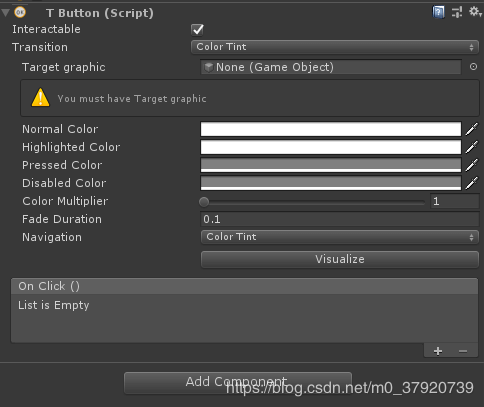 T Button (Script)
Interactable
Transition Color Tint
Target graphic None (Game Object)
You must have Target graphic
Normal Color
Highlighted Color
Pressed Color
Disabled Color
Color Multiplier 1
Fade Duration 0.1
Navigation Color Tint
Visualize
On Click ()
List is Empty
Add Component
https://blog.csdn.net/m0_37920739